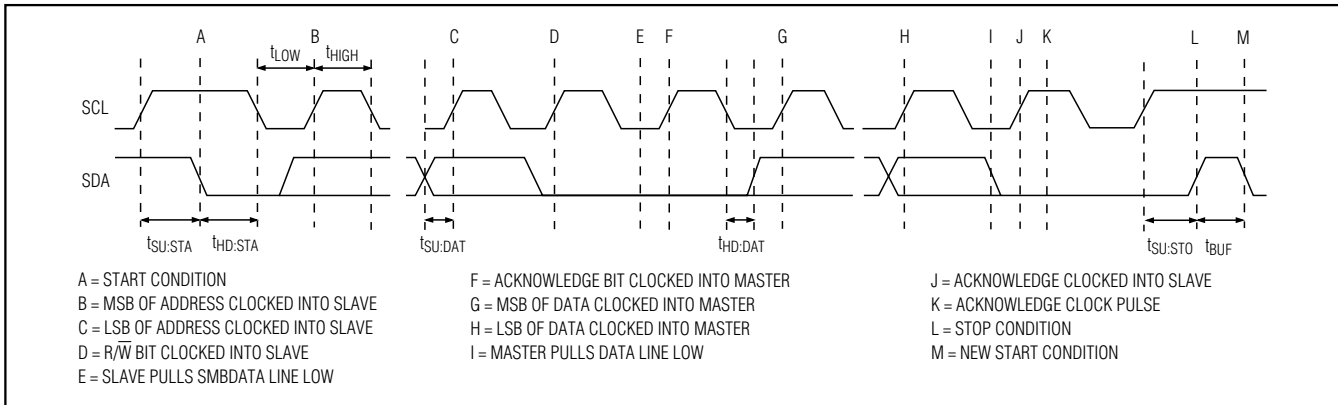 A B C D E F G H I J K L M
tLOW tHIGH
SCL
SDA
tSU:STA tHD:STA tSU:DAT tHD:DAT tSU:STO tBUF
A = START CONDITION
B = MSB OF ADDRESS CLOCKED INTO SLAVE
C = LSB OF ADDRESS CLOCKED INTO SLAVE
D = R/W̅ BIT CLOCKED INTO SLAVE
E = SLAVE PULLS SMBDATA LINE LOW
F = ACKNOWLEDGE BIT CLOCKED INTO MASTER
G = MSB OF DATA CLOCKED INTO MASTER
H = LSB OF DATA CLOCKED INTO MASTER
I = MASTER PULLS DATA LINE LOW
J = ACKNOWLEDGE CLOCKED INTO SLAVE
K = ACKNOWLEDGE CLOCK PULSE
L = STOP CONDITION
M = NEW START CONDITION